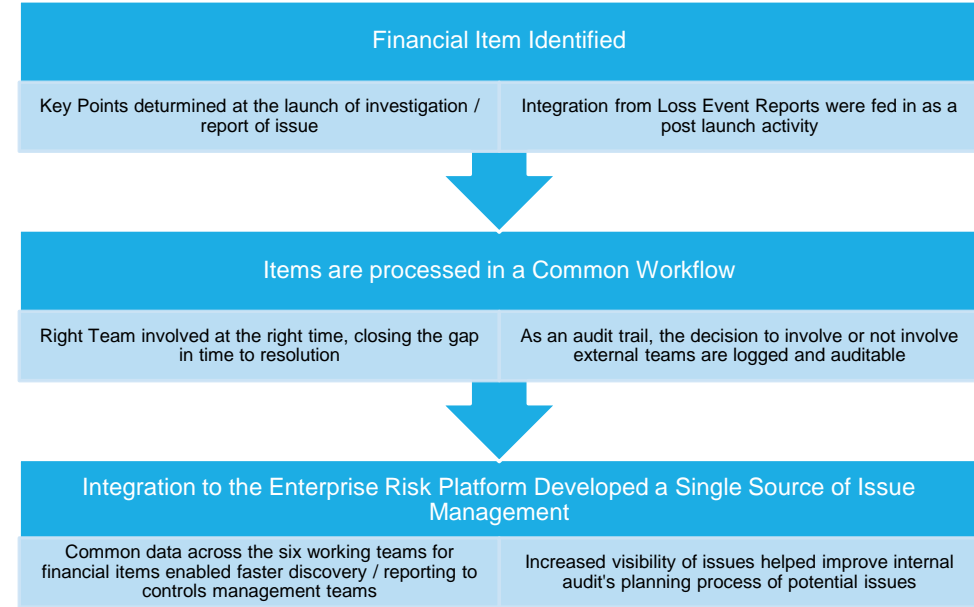 Financial Item Identified
Key Points deturmined at the launch of investigation /
report of issue
Integration from Loss Event Reports were fed in as a
post launch activity
Items are processed in a Common Workflow
Right Team involved at the right time, closing the gap
in time to resolution
As an audit trail, the decision to involve or not involve
external teams are logged and auditable
Integration to the Enterprise Risk Platform Developed a Single Source of Issue
Management
Common data across the six working teams for
financial items enabled faster discovery / reporting to
controls management teams
Increased visibility of issues helped improve internal
audit's planning process of potential issues